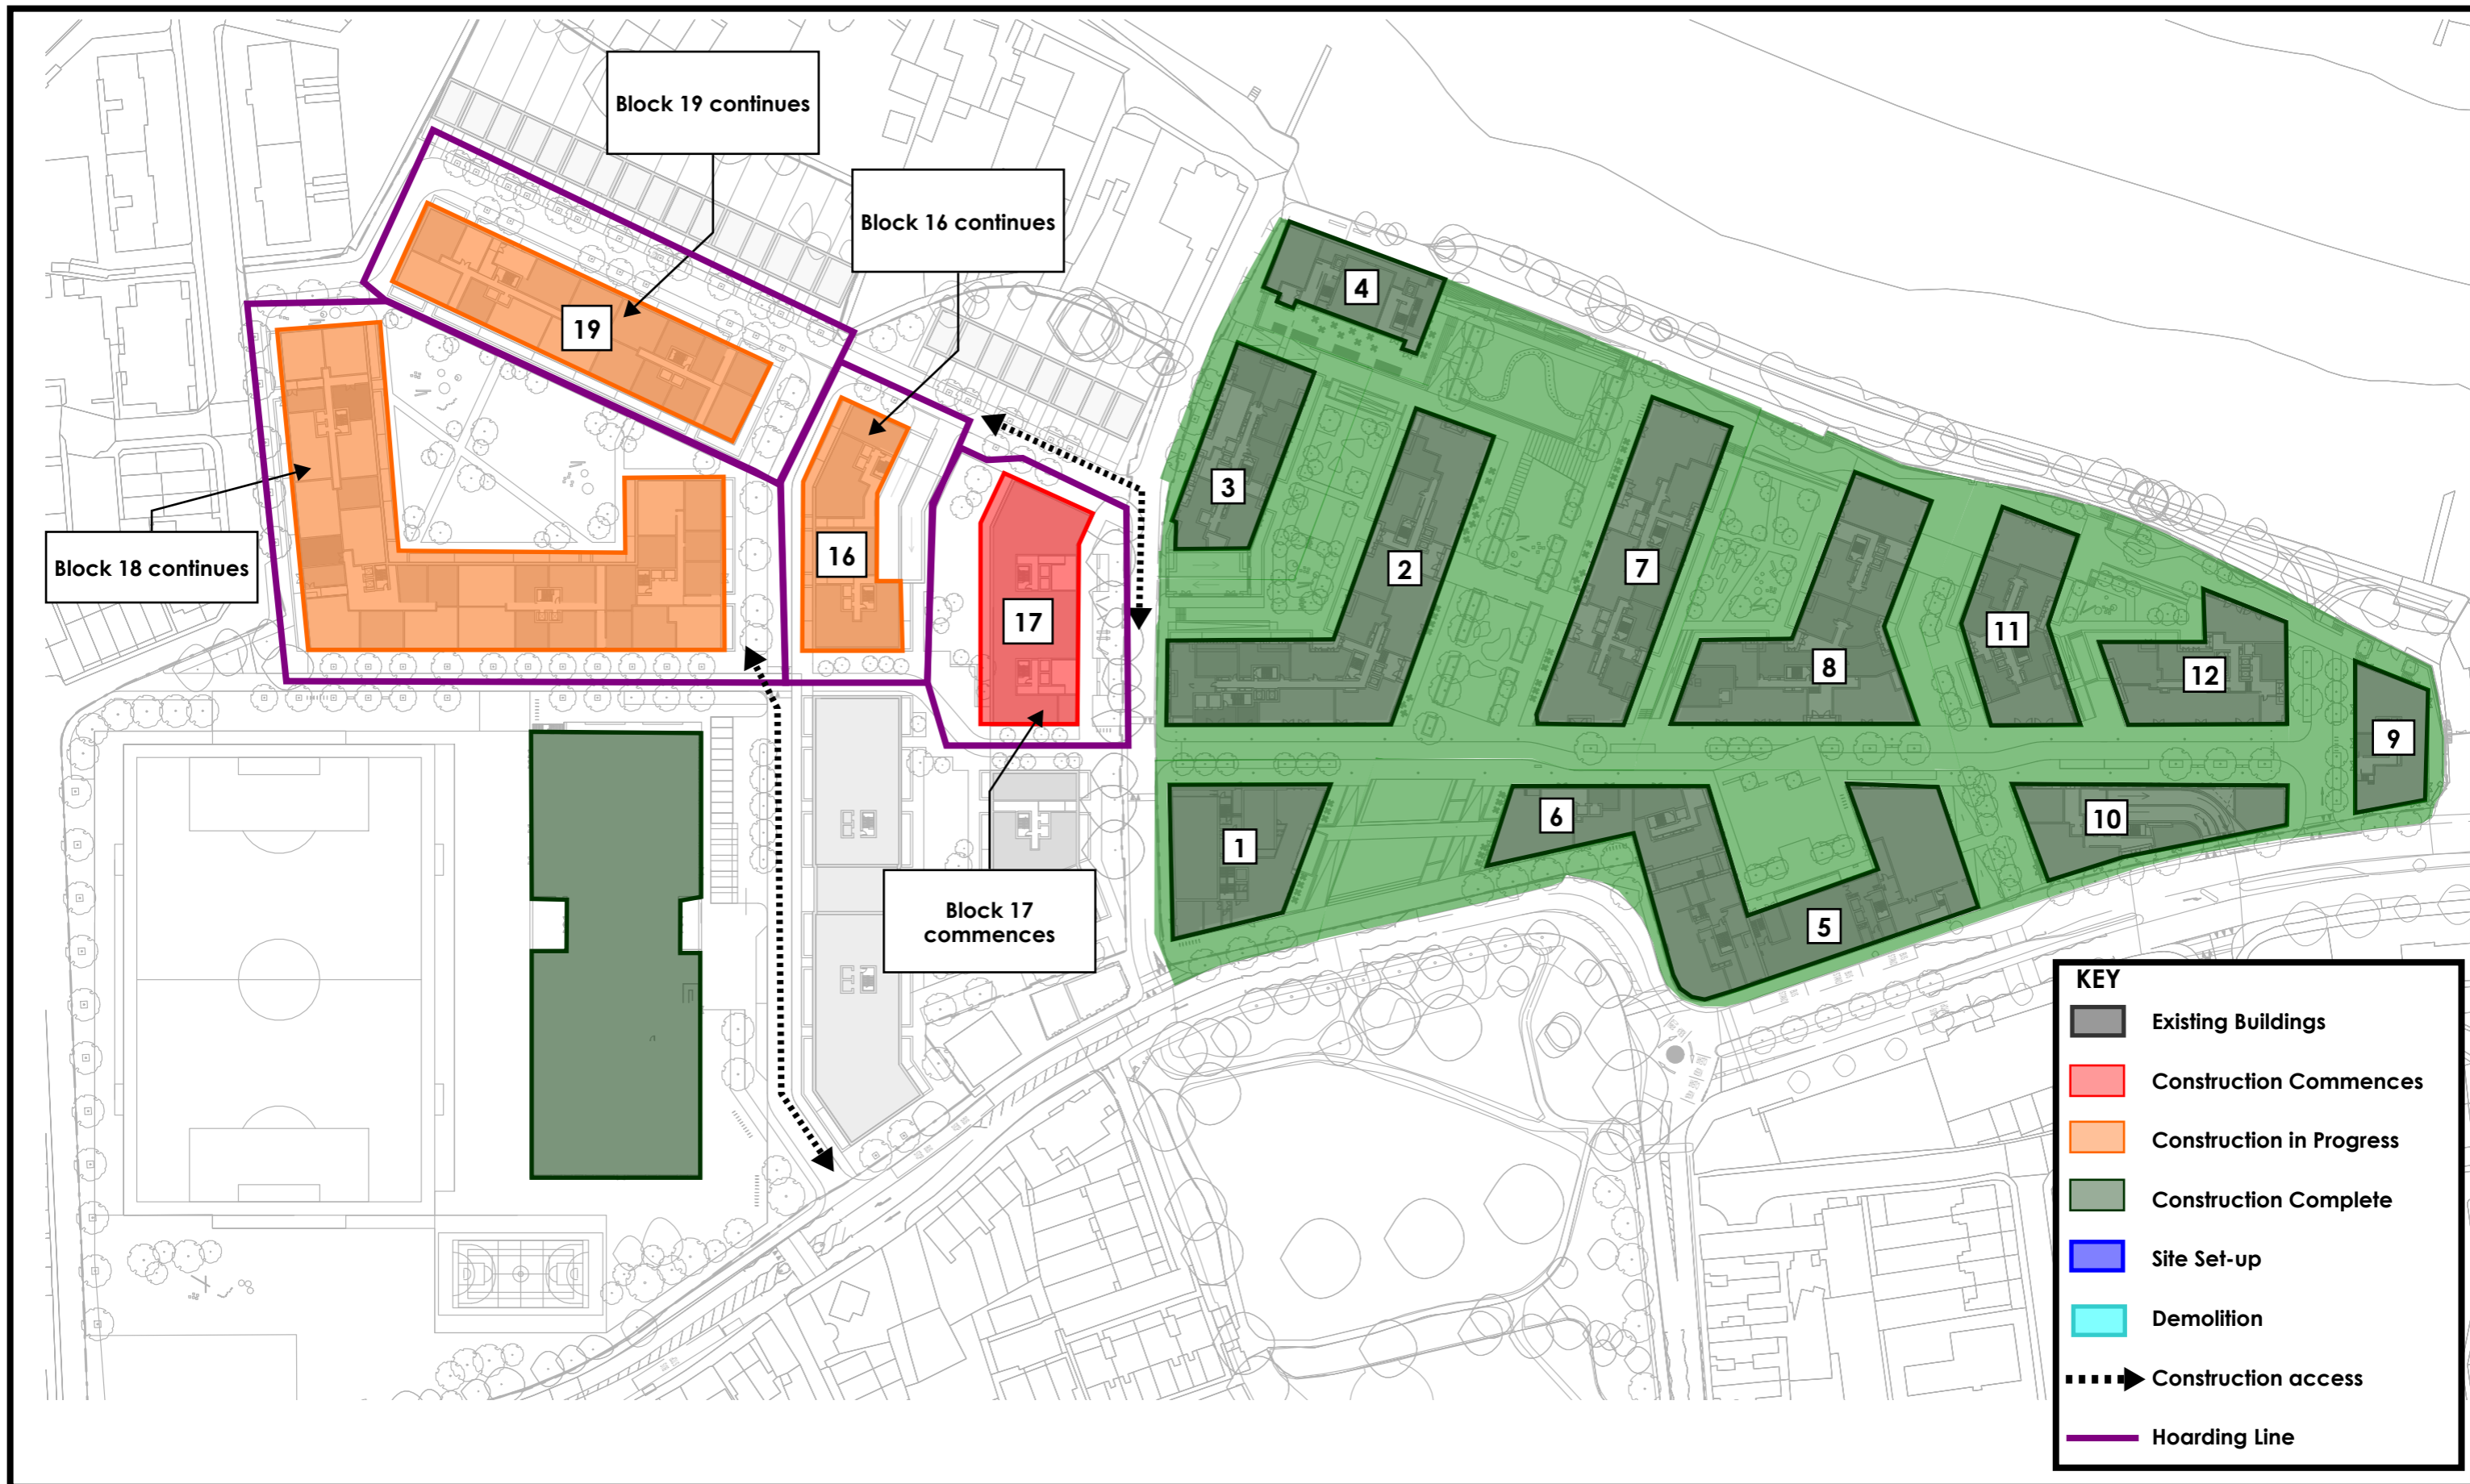 Block 19 continues
Block 16 continues
4
19
3
2
7
16
Block 18 continues
17
11
8
12
9
1
6
10
Block 17
commences
5
KEY
Existing Buildings
Construction Commences
Construction in Progress
Construction Complete
Site Set-up
Demolition
Construction access
Hoarding Line